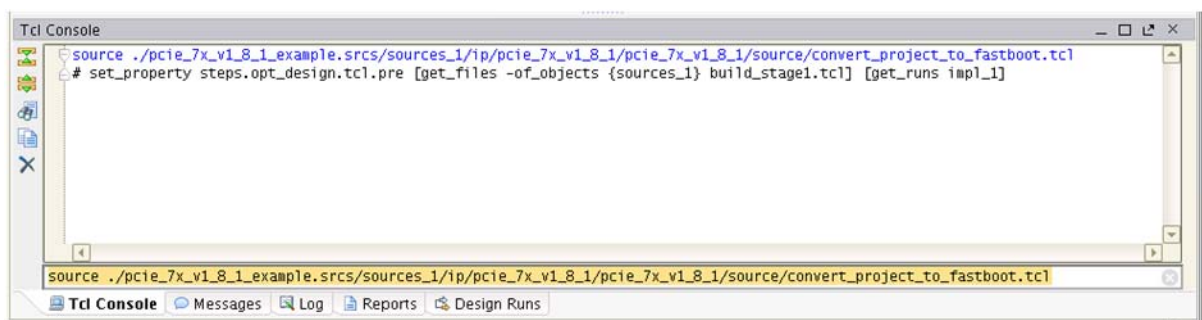 Tcl Console
source ./pcie_7x_v1_8_1_example.srcs/sources_1/ip/pcie_7x_v1_8_1/pcie_7x_v1_8_1/source/convert_project_to_fastboot.tcl
# set_property steps.opt_design.tcl.pre [get_files -of_objects {sources_1} build_stage1.tcl] [get_runs impl_1]
source ./pcie_7x_v1_8_1_example.srcs/sources_1/ip/pcie_7x_v1_8_1/pcie_7x_v1_8_1/source/convert_project_to_fastboot.tcl
Tcl Console Messages Log Reports Design Runs